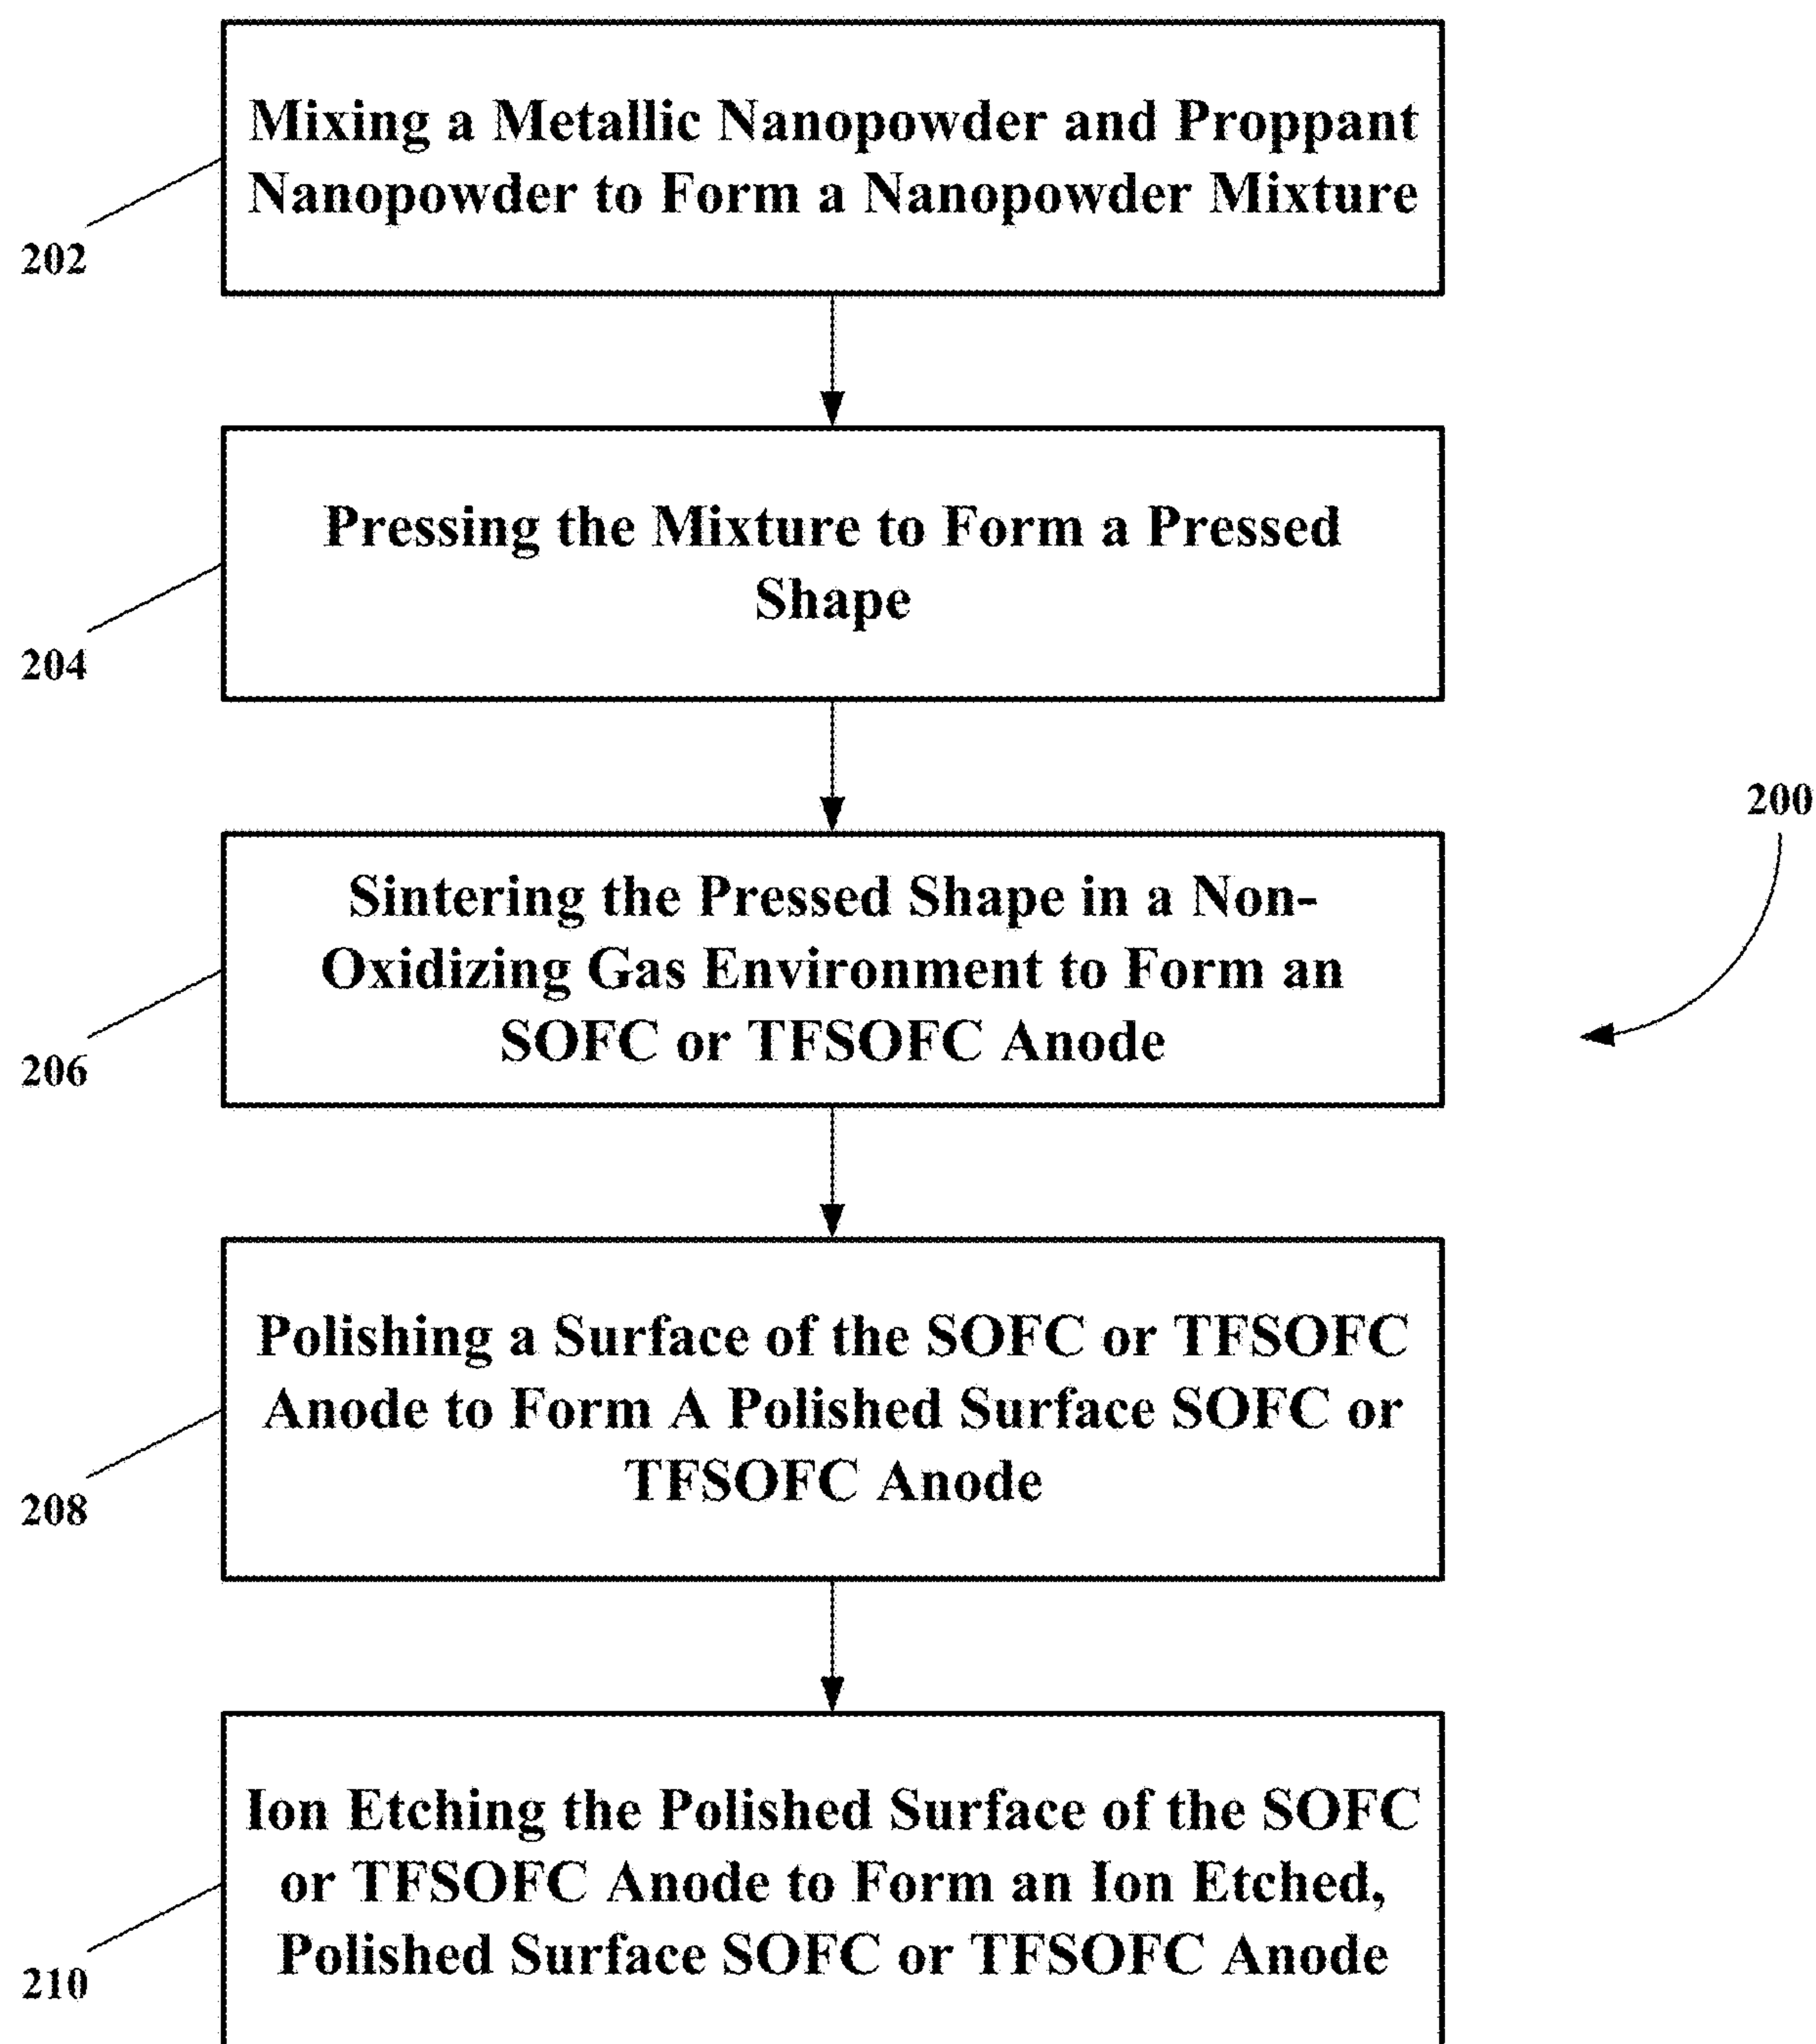 Mixing a Metallic Nanopowder and Proppant
Nanopowder to Form a Nanopowder Mixture
202
Pressing the Mixture to Form a Pressed
Shape
204
200
Sintering the Pressed Shape in a Non-
Oxidizing Gas Environment to Form an
SOFC or TFSOFC Anode
206
Polishing a Surface of the SOFC or TFSOFC
Anode to Form A Polished Surface SOFC or
TFSOFC Anode
208
Ion Etching the Polished Surface of the SOFC
or TFSOFC Anode to Form an Ion Etched,
Polished Surface SOFC or TFSOFC Anode
210